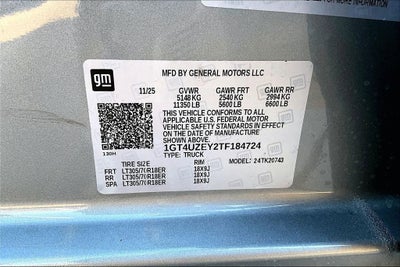 MORE INFORMATION
gm
MFD BY GENERAL MOTORS LLC
11/25 GVWR GAWR FRT GAWR RR
5148 KG 2540 KG 2994 KG
11350 LB 5600 LB 6600 LB
THIS VEHICLE CONFORMS TO ALL
APPLICABLE U.S. FEDERAL MOTOR
VEHICLE SAFETY STANDARDS IN EFFECT
ON THE DATE OF MANUFACTURE
SHOWN ABOVE.
1GT4UZEY2TF184724
130H TYPE: TRUCK MODEL: 24TK20743
TIRE SIZE RIM
FRT LT305/70R18ER 18X9J
RR LT305/70R18ER 18X9J
SPA LT305/70R18ER 18X9J